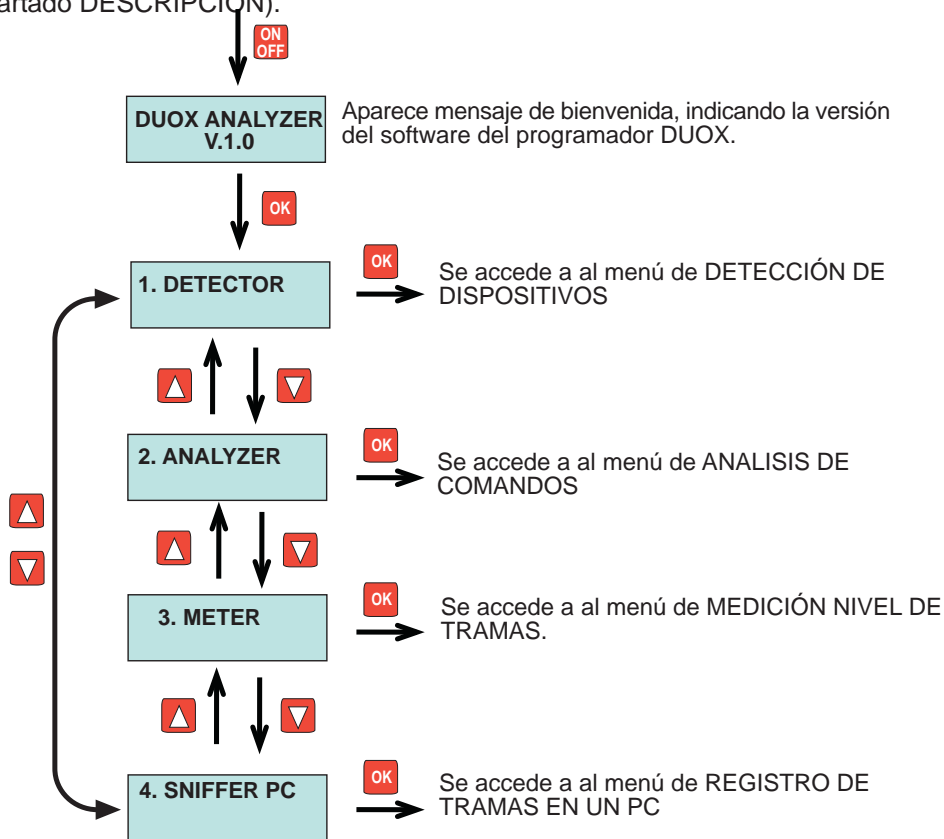 artado DESCRIPCIÓN).
ON
OFF
DUOX ANALYZER
V.1.0
Aparece mensaje de bienvenida, indicando la versión
del software del programador DUOX.
OK
1. DETECTOR
OK
Se accede a al menú de DETECCIÓN DE
DISPOSITIVOS
2. ANALYZER
OK
Se accede a al menú de ANALISIS DE
COMANDOS
3. METER
OK
Se accede a al menú de MEDICIÓN NIVEL DE
TRAMAS.
4. SNIFFER PC
OK
Se accede a al menú de REGISTRO DE
TRAMAS EN UN PC